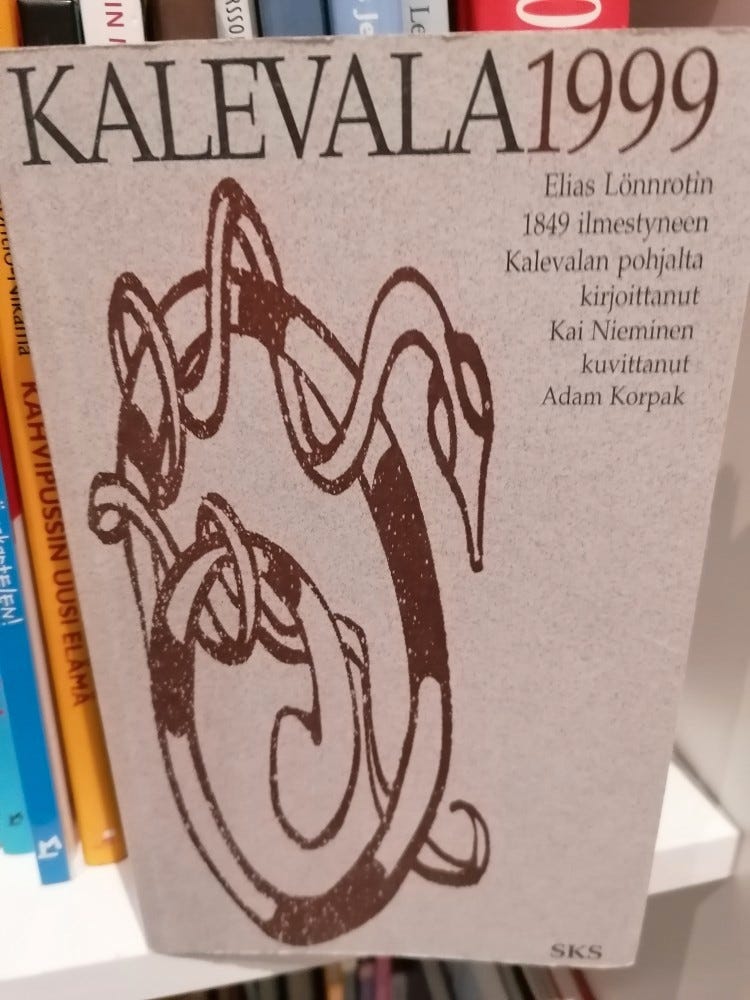 KALEVALA1999
Elias Lönnrotin
1849 ilmestyneen
Kalevalan pohjalta
kirjoittanut
Kai Nieminen
kuvittanut
Adam Korpak
SKS
KAHVIPUSSIN UUSI ELÄMÄ